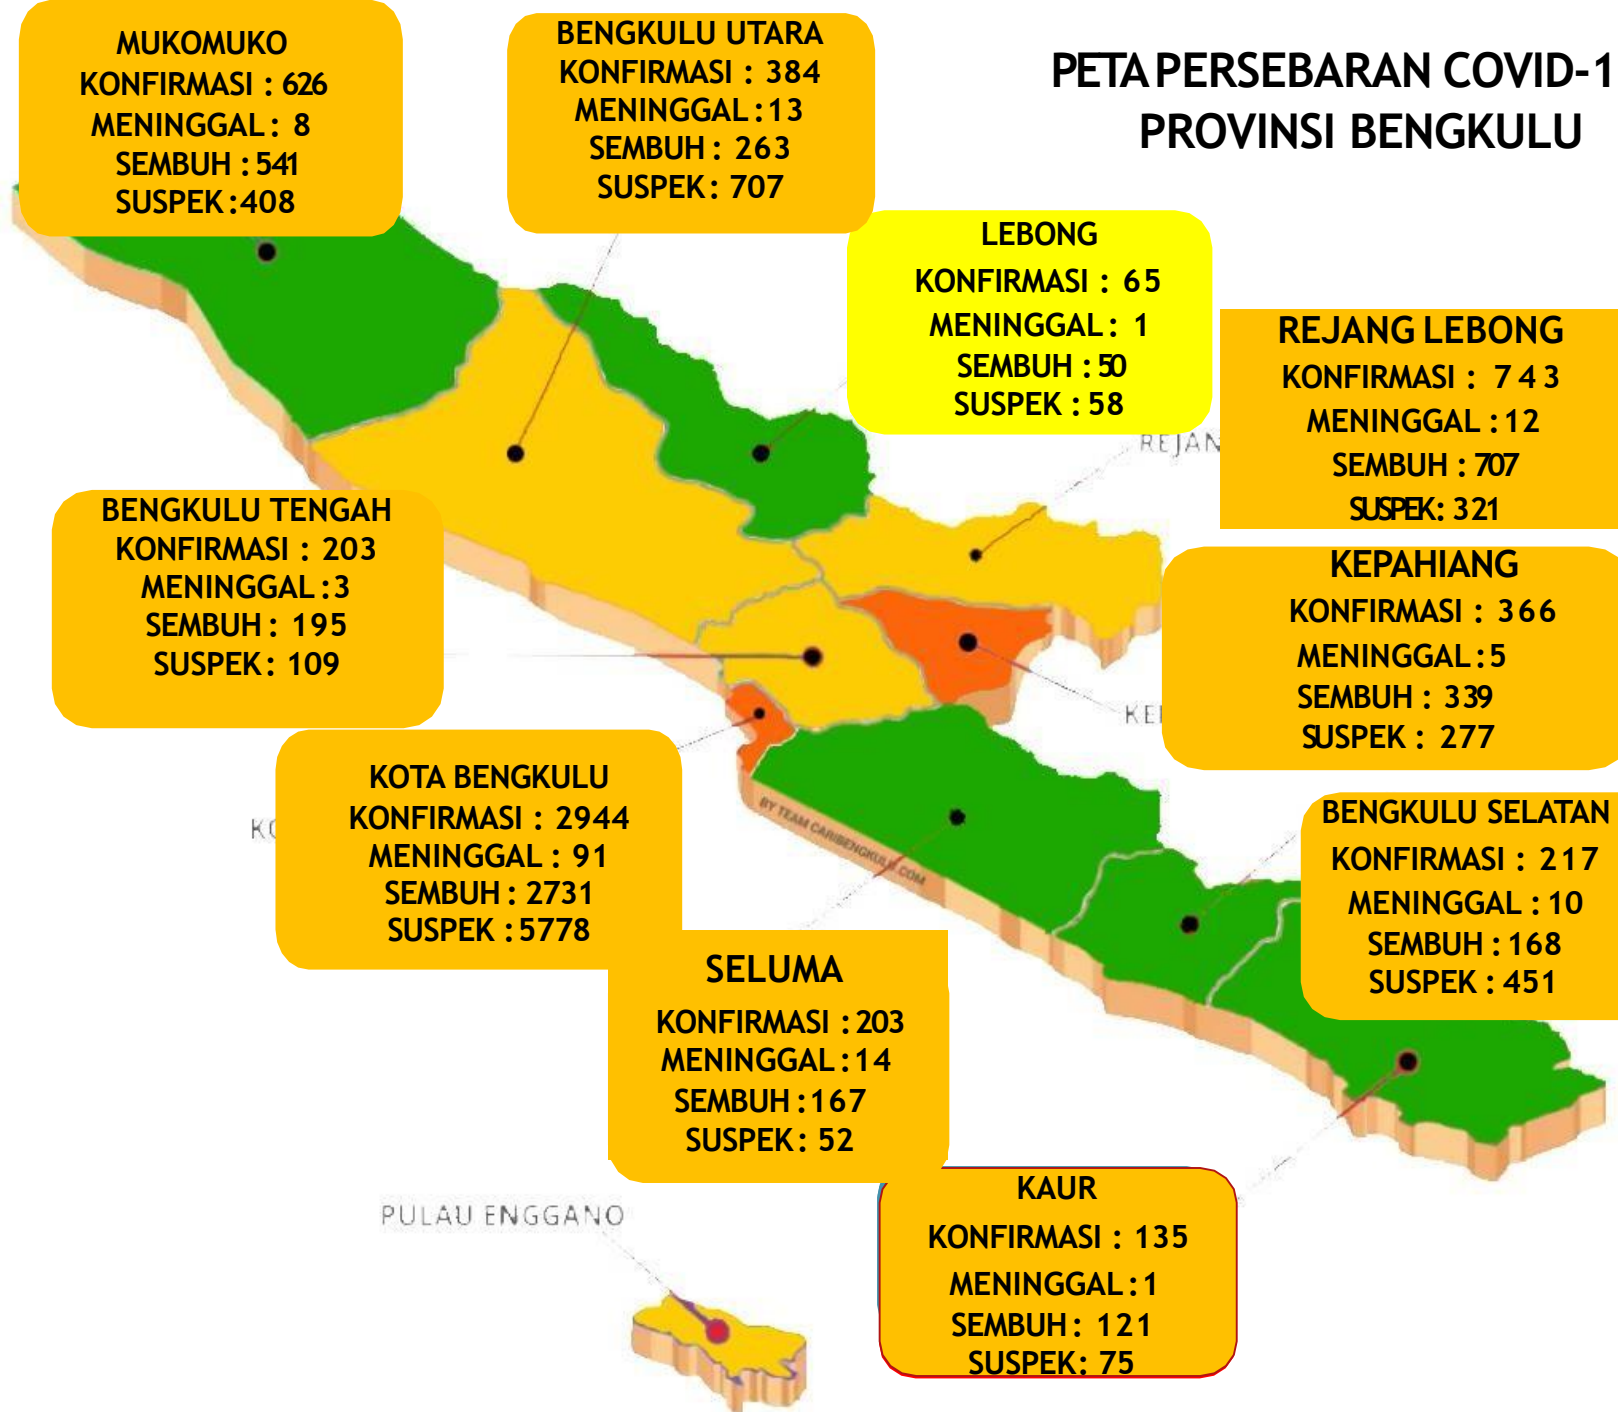 PETA PERSEBARAN COVID-1
PROVINSI BENGKULU
MUKOMUKO
KONFIRMASI : 626
MENINGGAL : 8
SEMBUH : 541
SUSPEK :408
BENGKULU UTARA
KONFIRMASI : 384
MENINGGAL :13
SEMBUH : 263
SUSPEK : 707
LEBONG
KONFIRMASI : 65
MENINGGAL : 1
SEMBUH : 50
SUSPEK : 58
REJANG LEBONG
KONFIRMASI : 743
MENINGGAL : 12
SEMBUH : 707
SUSPEK: 321
REJAN
BENGKULU TENGAH
KONFIRMASI : 203
MENINGGAL :3
SEMBUH : 195
SUSPEK : 109
KEPAHIANG
KONFIRMASI : 366
MENINGGAL :5
SEMBUH : 339
SUSPEK : 277
KE
KOTA BENGKULU
KONFIRMASI : 2944
MENINGGAL : 91
SEMBUH : 2731
SUSPEK : 5778
KO
BY TEAM CARIBENGKULU.COM
BENGKULU SELATAN
KONFIRMASI : 217
MENINGGAL : 10
SEMBUH : 168
SUSPEK : 451
SELUMA
KONFIRMASI : 203
MENINGGAL :14
SEMBUH :167
SUSPEK : 52
KAUR
KONFIRMASI : 135
MENINGGAL :1
SEMBUH : 121
SUSPEK : 75
PULAU ENGGANO